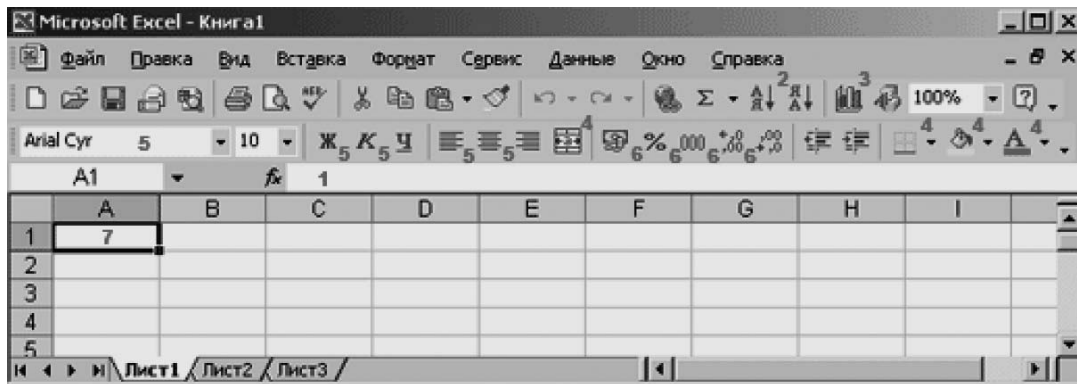 Microsoft Excel - Книга1
Файл Правка Вид Вставка Формат Сервис Данные Окно Справка
Σ А Я 2 Я А 3 100% ?
Arial Cyr 5 10 Ж 5 К 5 Ч 5 5 4 6 % 6 000 6 ,00 6 ,00 4 4 А 4
A1 fx 1
A B C D E F G H I
1 7
2
3
4
5
Лист1 Лист2 Лист3